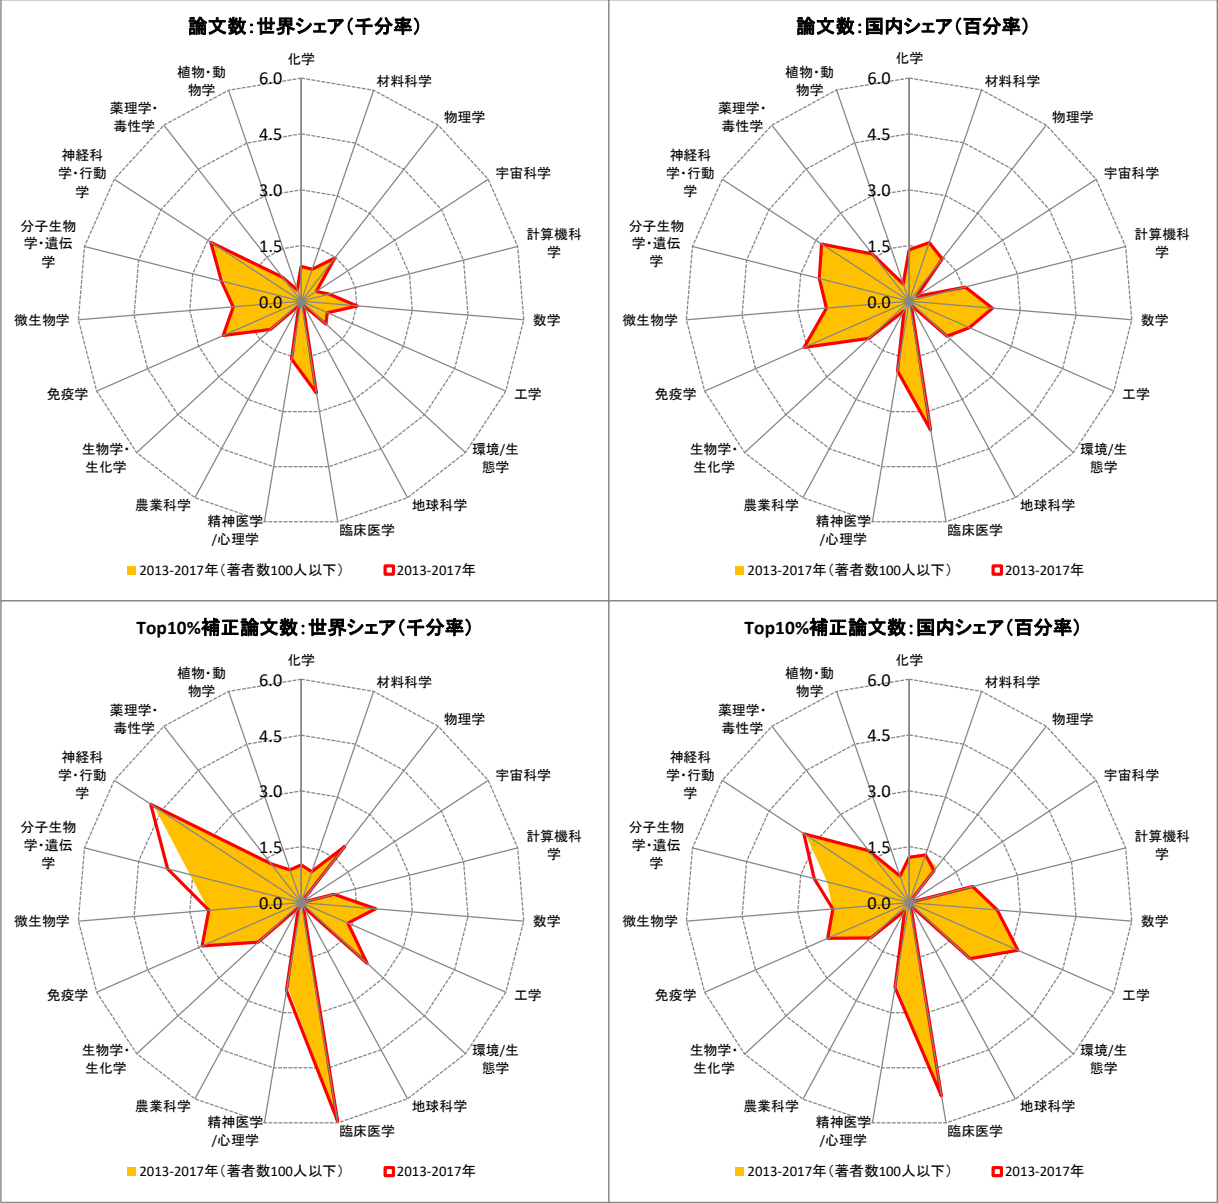 論文数：世界シェア（千分率）
化学
材料科学
物理学
宇宙科学
計算機科
学
数学
工学
環境/生
態学
地球科学
臨床医学
精神医学
/心理学
農業科学
生物学・
生化学
免疫学
微生物学
分子生物
学・遺伝
学
神経科
学・行動
学
薬理学・
毒性学
植物・動
物学
6.0
4.5
3.0
1.5
0.0
2013-2017年（著者数100人以下）
2013-2017年
論文数：国内シェア（百分率）
化学
材料科学
物理学
宇宙科学
計算機科
学
数学
工学
環境/生
態学
地球科学
臨床医学
精神医学
/心理学
農業科学
生物学・
生化学
免疫学
微生物学
分子生物
学・遺伝
学
神経科
学・行動
学
薬理学・
毒性学
植物・動
物学
6.0
4.5
3.0
1.5
0.0
2013-2017年（著者数100人以下）
2013-2017年
Top10%補正論文数：世界シェア（千分率）
化学
材料科学
物理学
宇宙科学
計算機科
学
数学
工学
環境/生
態学
地球科学
臨床医学
精神医学
/心理学
農業科学
生物学・
生化学
免疫学
微生物学
分子生物
学・遺伝
学
神経科
学・行動
学
薬理学・
毒性学
植物・動
物学
6.0
4.5
3.0
1.5
0.0
2013-2017年（著者数100人以下）
2013-2017年
Top10%補正論文数：国内シェア（百分率）
化学
材料科学
物理学
宇宙科学
計算機科
学
数学
工学
環境/生
態学
地球科学
臨床医学
精神医学
/心理学
農業科学
生物学・
生化学
免疫学
微生物学
分子生物
学・遺伝
学
神経科
学・行動
学
薬理学・
毒性学
植物・動
物学
6.0
4.5
3.0
1.5
0.0
2013-2017年（著者数100人以下）
2013-2017年